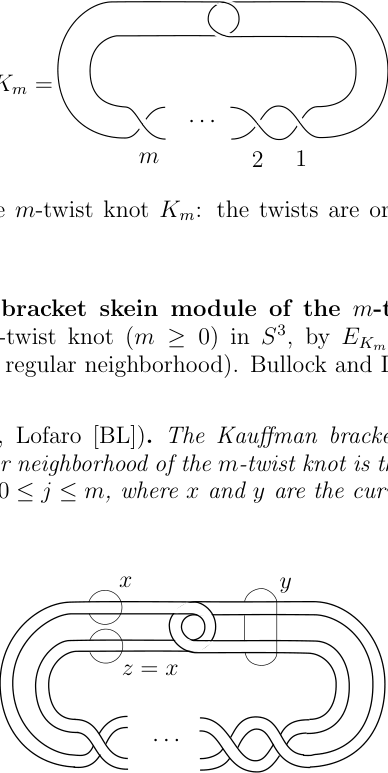 K_m =
...
m
2
1
m-twist knot K_m: the twists are or
bracket skein module of the m-t
-twist knot (m ≥ 0) in S^3, by E_{K_m}
regular neighborhood). Bullock and
, Lofaro [BL]). The Kauffman bracke
r neighborhood of the m-twist knot is th
0 ≤ j ≤ m, where x and y are the cur
x
y
z = x
...